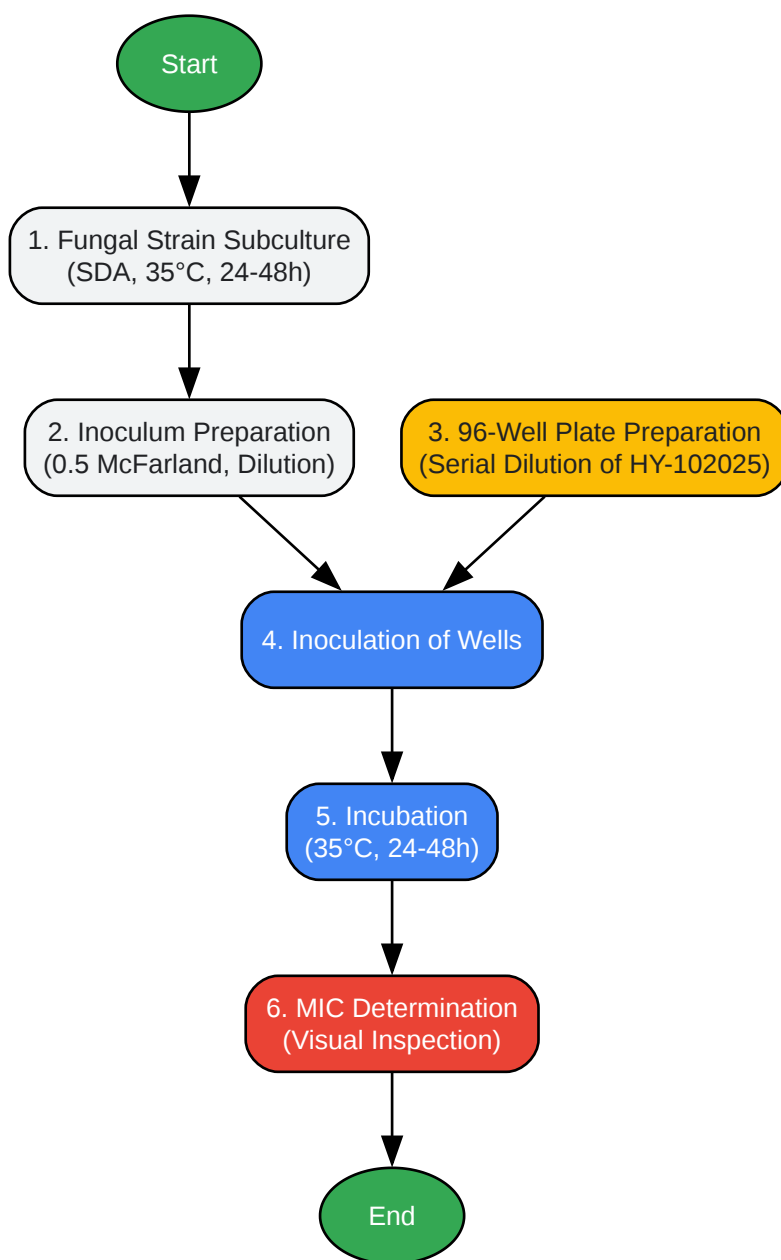 Start
1. Fungal Strain Subculture
(SDA, 35°C, 24-48h)
2. Inoculum Preparation
(0.5 McFarland, Dilution)
3. 96-Well Plate Preparation
(Serial Dilution of HY-102025)
4. Inoculation of Wells
5. Incubation
(35°C, 24-48h)
6. MIC Determination
(Visual Inspection)
End